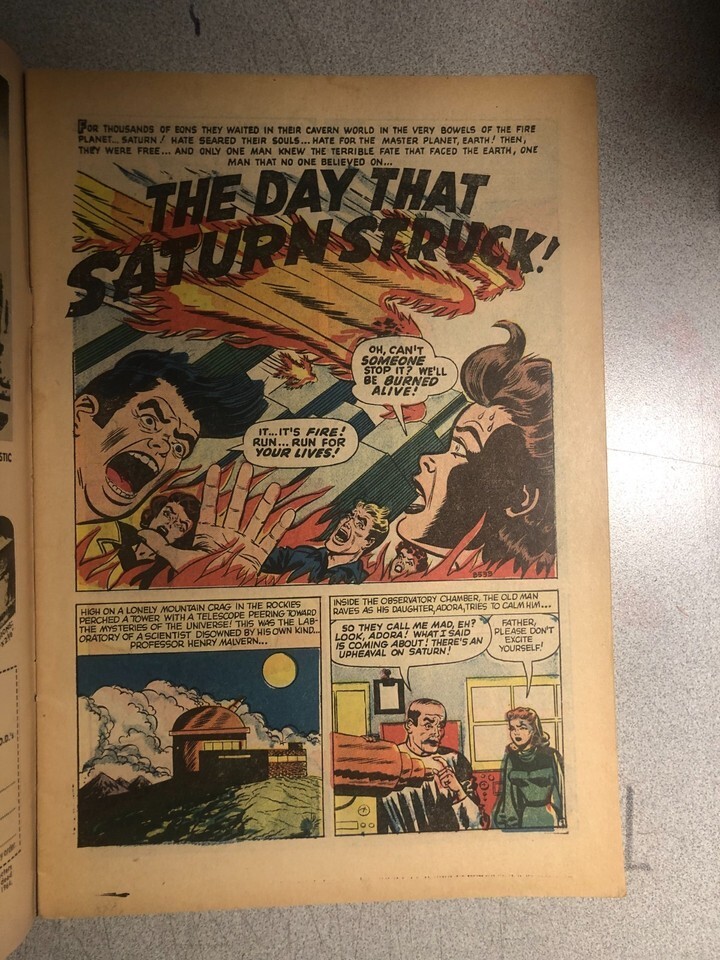 FOR THOUSANDS OF EONS THEY WAITED IN THEIR CAVERN WORLD IN THE VERY BOWELS OF THE FIRE
PLANET... SATURN! HATE SEARED THEIR SOULS... HATE FOR THE MASTER PLANET, EARTH! THEN,
THEY WERE FREE... AND ONLY ONE MAN KNEW THE TERRIBLE FATE THAT FACED THE EARTH, ONE
MAN THAT NO ONE BELIEVED ON...
THE DAY THAT
SATURN STRUCK!
OH, CAN'T
SOMEONE
STOP IT? WE'LL
BE BURNED
ALIVE!
IT...IT'S FIRE!
RUN... RUN FOR
YOUR LIVES!
HIGH ON A LONELY MOUNTAIN CRAG IN THE ROCKIES
PERCHED A TOWER WITH A TELESCOPE PEERING TOWARD
THE MYSTERIES OF THE UNIVERSE! THIS WAS THE LAB-
ORATORY OF A SCIENTIST DISOWNED BY HIS OWN KIND...
PROFESSOR HENRY MALVERN...
INSIDE THE OBSERVATORY CHAMBER, THE OLD MAN
RAVES AS HIS DAUGHTER, ADORA, TRIES TO CALM HIM...
SO THEY CALL ME MAD, EH?
LOOK, ADORA! WHAT I SAID
IS COMING ABOUT! THERE'S AN
UPHEAVAL ON SATURN!
FATHER,
PLEASE DON'T
EXCITE
YOURSELF!
STIC